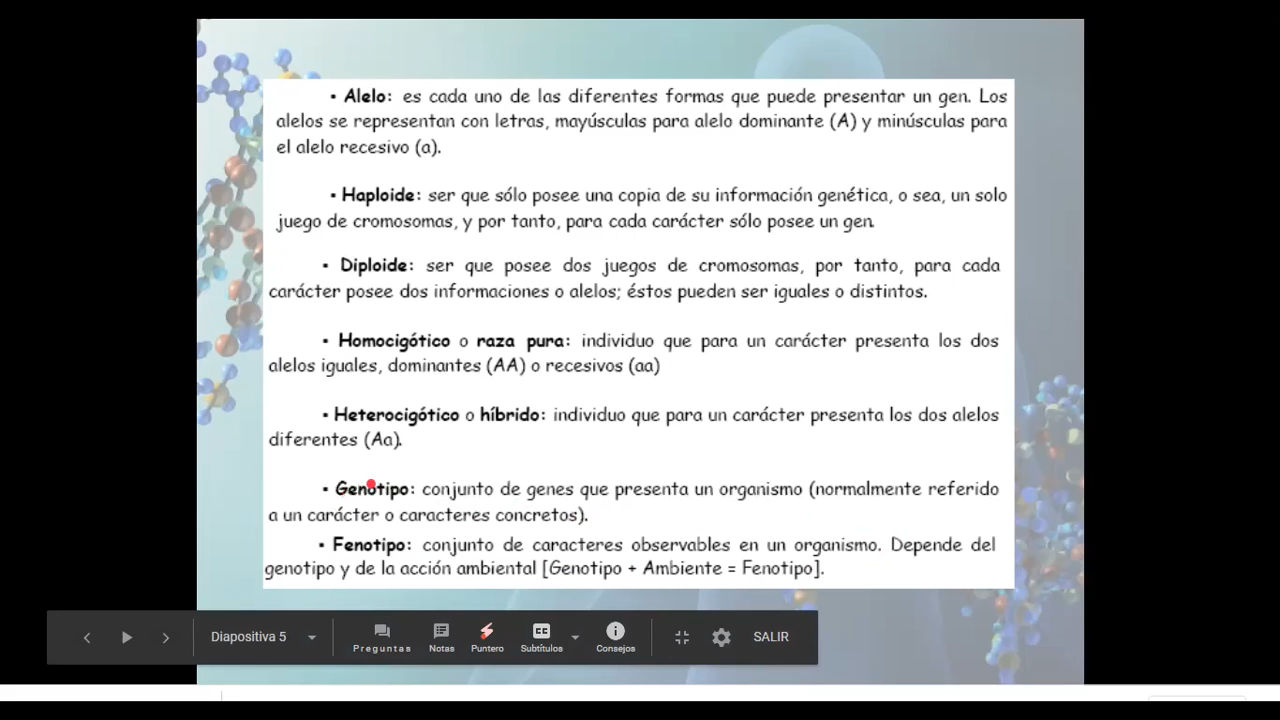 ▪ Alelo: es cada uno de las diferentes formas que puede presentar un gen. Los
alelos se representan con letras, mayúsculas para alelo dominante (A) y minúsculas para
el alelo recesivo (a).
▪ Haploide: ser que sólo posee una copia de su información genética, o sea, un solo
juego de cromosomas, y por tanto, para cada carácter sólo posee un gen.
▪ Diploide: ser que posee dos juegos de cromosomas, por tanto, para cada
carácter posee dos informaciones o alelos; éstos pueden ser iguales o distintos.
▪ Homocigótico o raza pura: individuo que para un carácter presenta los dos
alelos iguales, dominantes (AA) o recesivos (aa)
▪ Heterocigótico o híbrido: individuo que para un carácter presenta los dos alelos
diferentes (Aa).
▪ Genotipo: conjunto de genes que presenta un organismo (normalmente referido
a un carácter o caracteres concretos).
▪ Fenotipo: conjunto de caracteres observables en un organismo. Depende del
genotipo y de la acción ambiental [Genotipo + Ambiente = Fenotipo].
Diapositiva 5
Preguntas Notas Puntero CC Subtítulos Consejos
SALIR